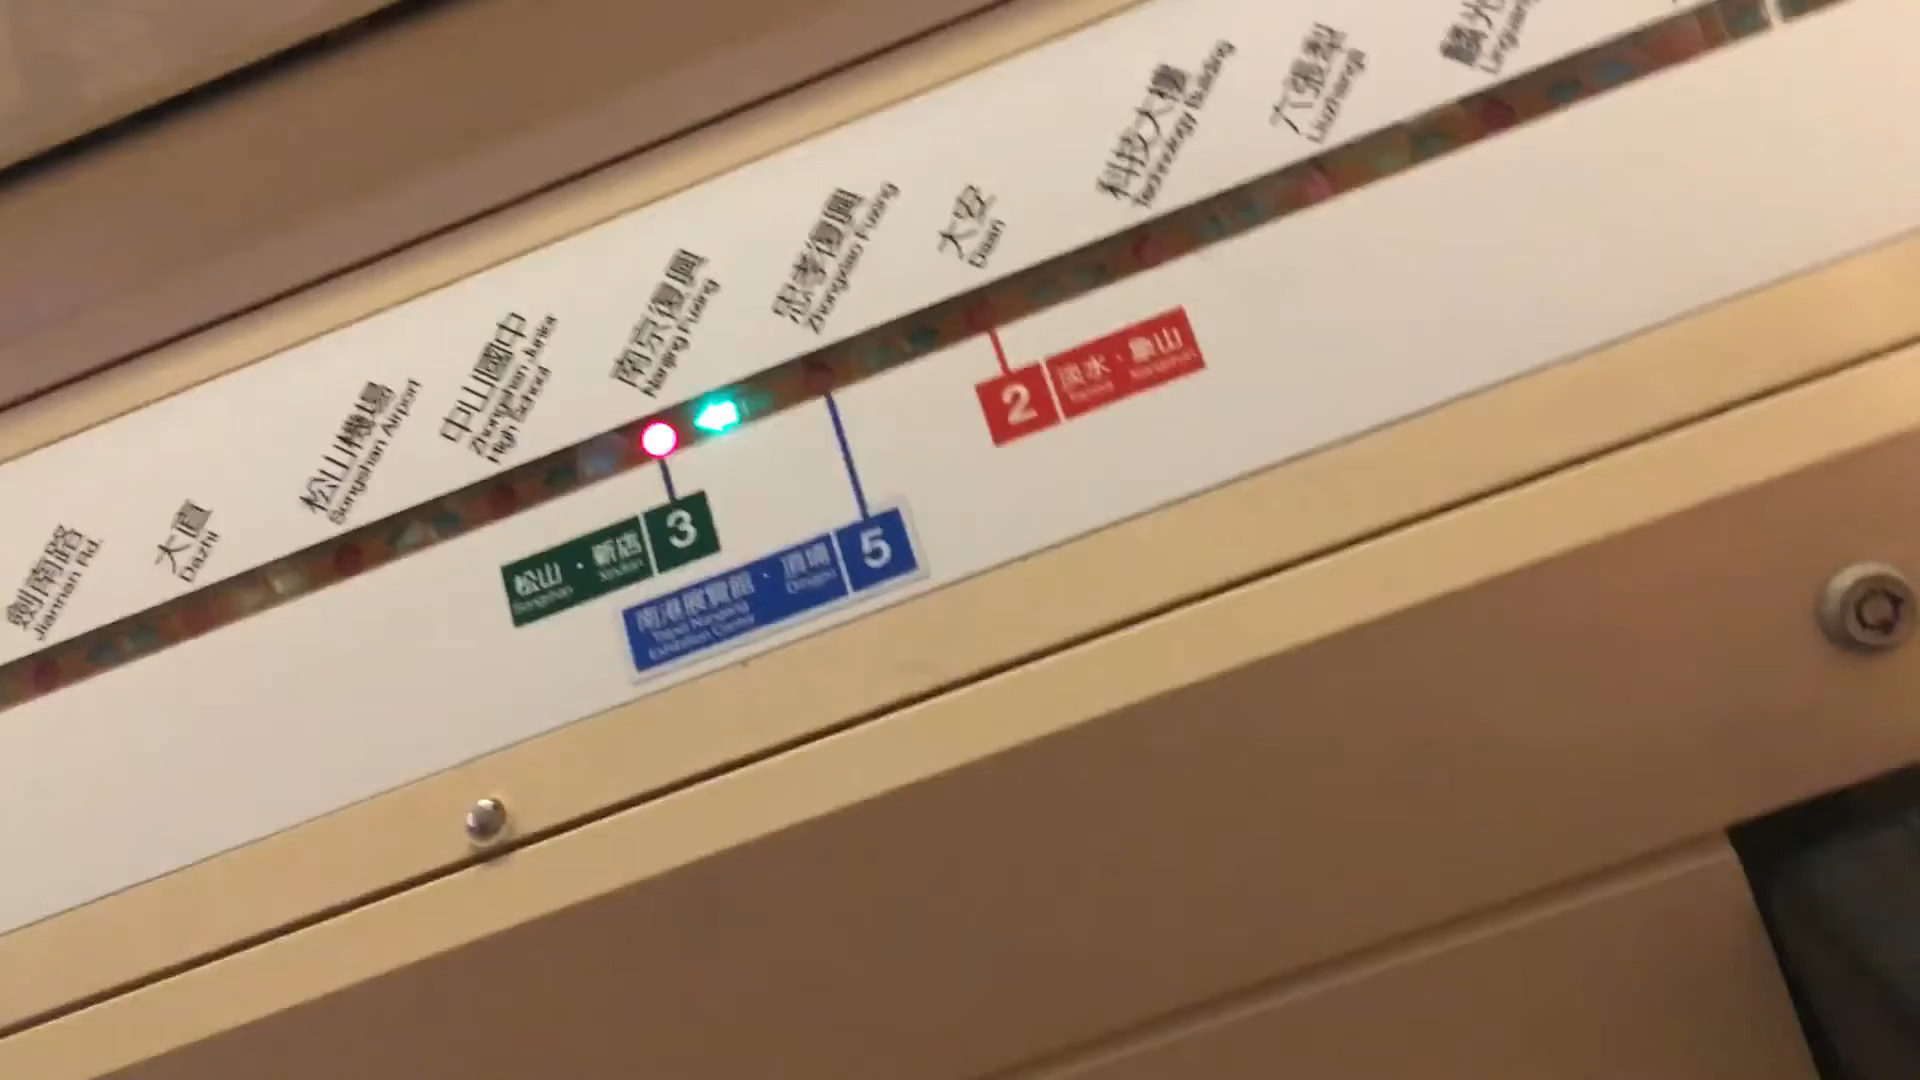 劍南路
Jiannan Rd.
大直
Dazhi
松山機場
Songshan Airport
中山國中
Zhongshan Junior
High School
南京復興
Nanjing Fuxing
忠孝復興
Zhongxiao Fuxing
大安
Daan
科技大樓
Technology Building
六張犁
Liuzhangli
麟光
Linguang
松山・新店 3
Songshan Xindian
南港展覽館・頂埔 5
Taipei Nangang Dingpu
Exhibition Center
2 淡水・象山